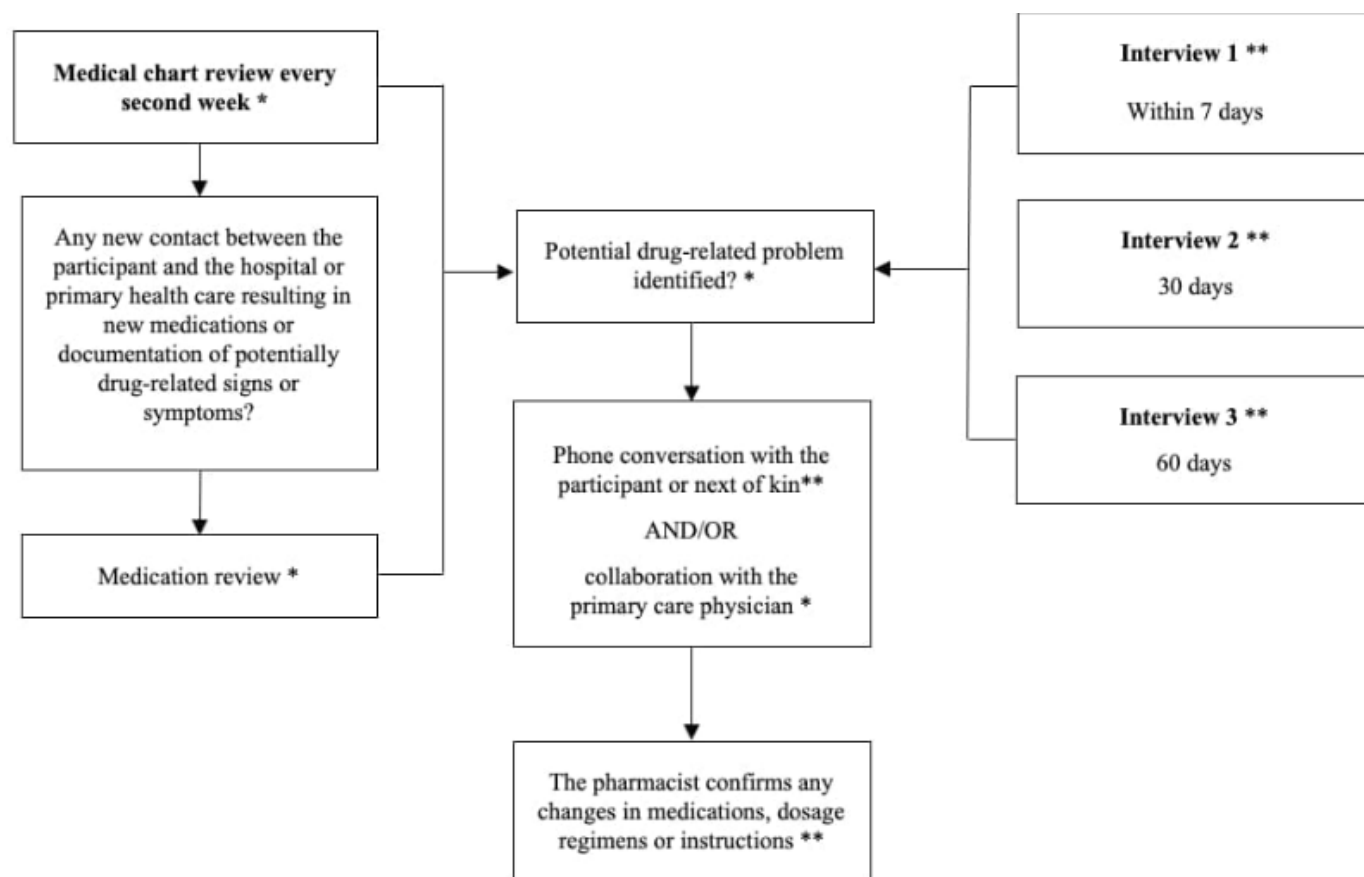 Medical chart review every
second week *
Any new contact between the
participant and the hospital or
primary health care resulting in
new medications or
documentation of potentially
drug-related signs or
symptoms?
Medication review *
Potential drug-related problem
identified? *
Phone conversation with the
participant or next of kin**
AND/OR
collaboration with the
primary care physician *
The pharmacist confirms any
changes in medications, dosage
regimens or instructions **
Interview 1 **
Within 7 days
Interview 2 **
30 days
Interview 3 **
60 days